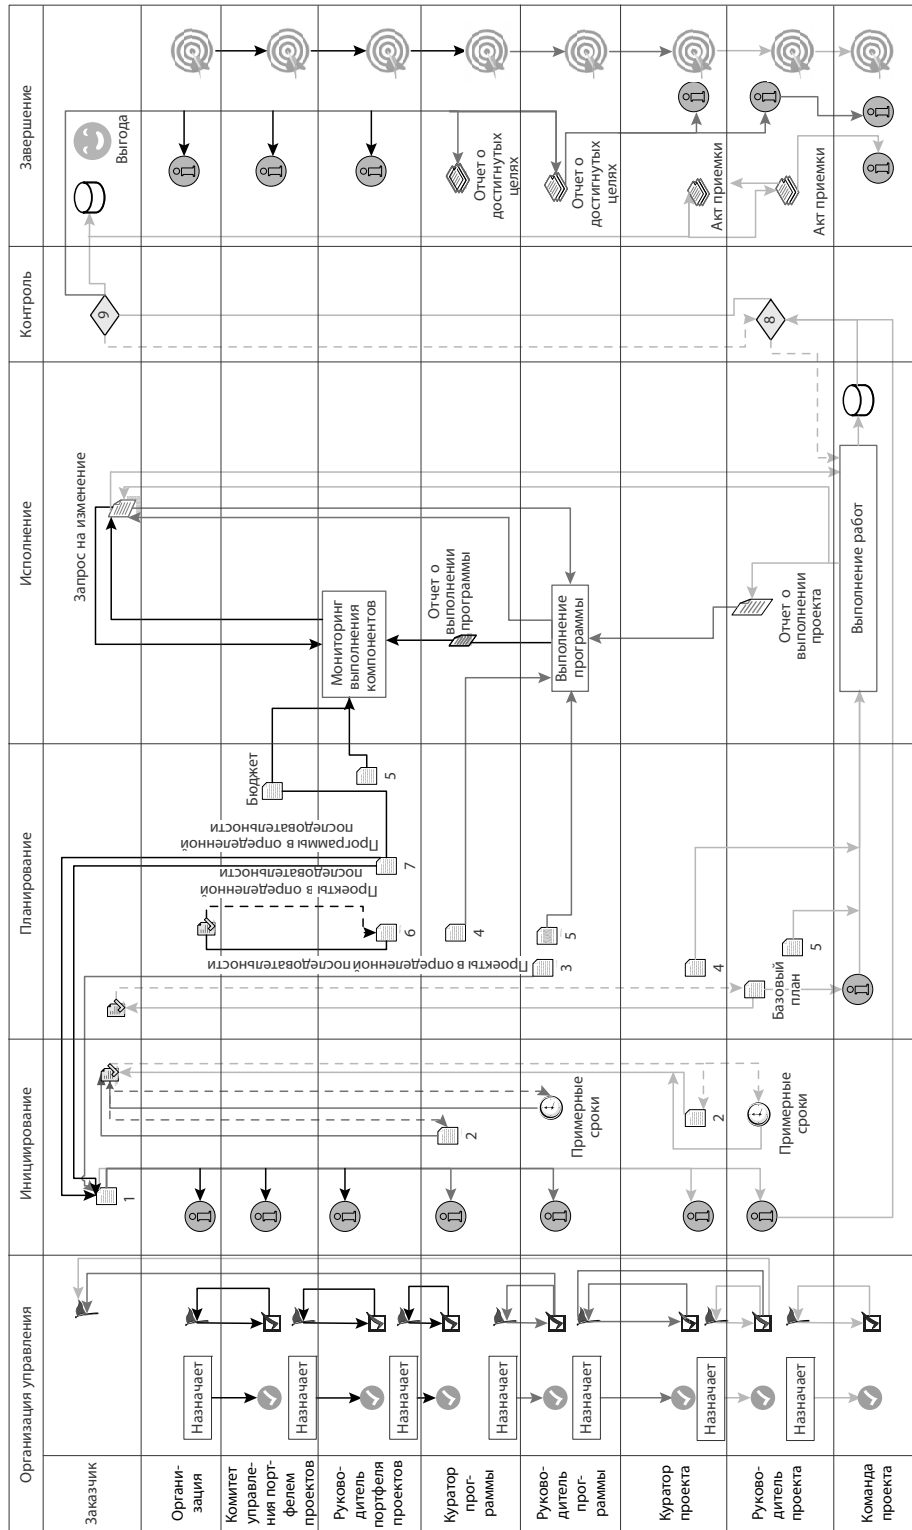 Организация управления
Инициирование
Планирование
Исполнение
Контроль
Завершение
Заказчик
1
Запрос на изменение
9
Выгода
Органи-
зация
Назначает
Комитет
управле-
ния порт-
фелем
проектов
Бюджет
Руково-
дитель
портфеля
проектов
Назначает
6
Проекты в определенной
последовательности
7
Программы в определенной
последовательности
5
Мониторинг
выполнения
компонентов
Куратор
прог-
раммы
Назначает
2
4
Отчет о
выполнении
программы
Отчет о
достигнутых
целях
Руково-
дитель
прог-
раммы
Назначает
Примерные
сроки
3
Проекты в определенной последовательности
5
Выполнение
программы
Отчет о
достигнутых
целях
Куратор
проекта
Назначает
2
4
Акт приемки
Руково-
дитель
проекта
Назначает
Примерные
сроки
Базовый
план
5
Отчет о
выполнении
проекта
8
Акт приемки
Команда
проекта
Назначает
Выполнение работ